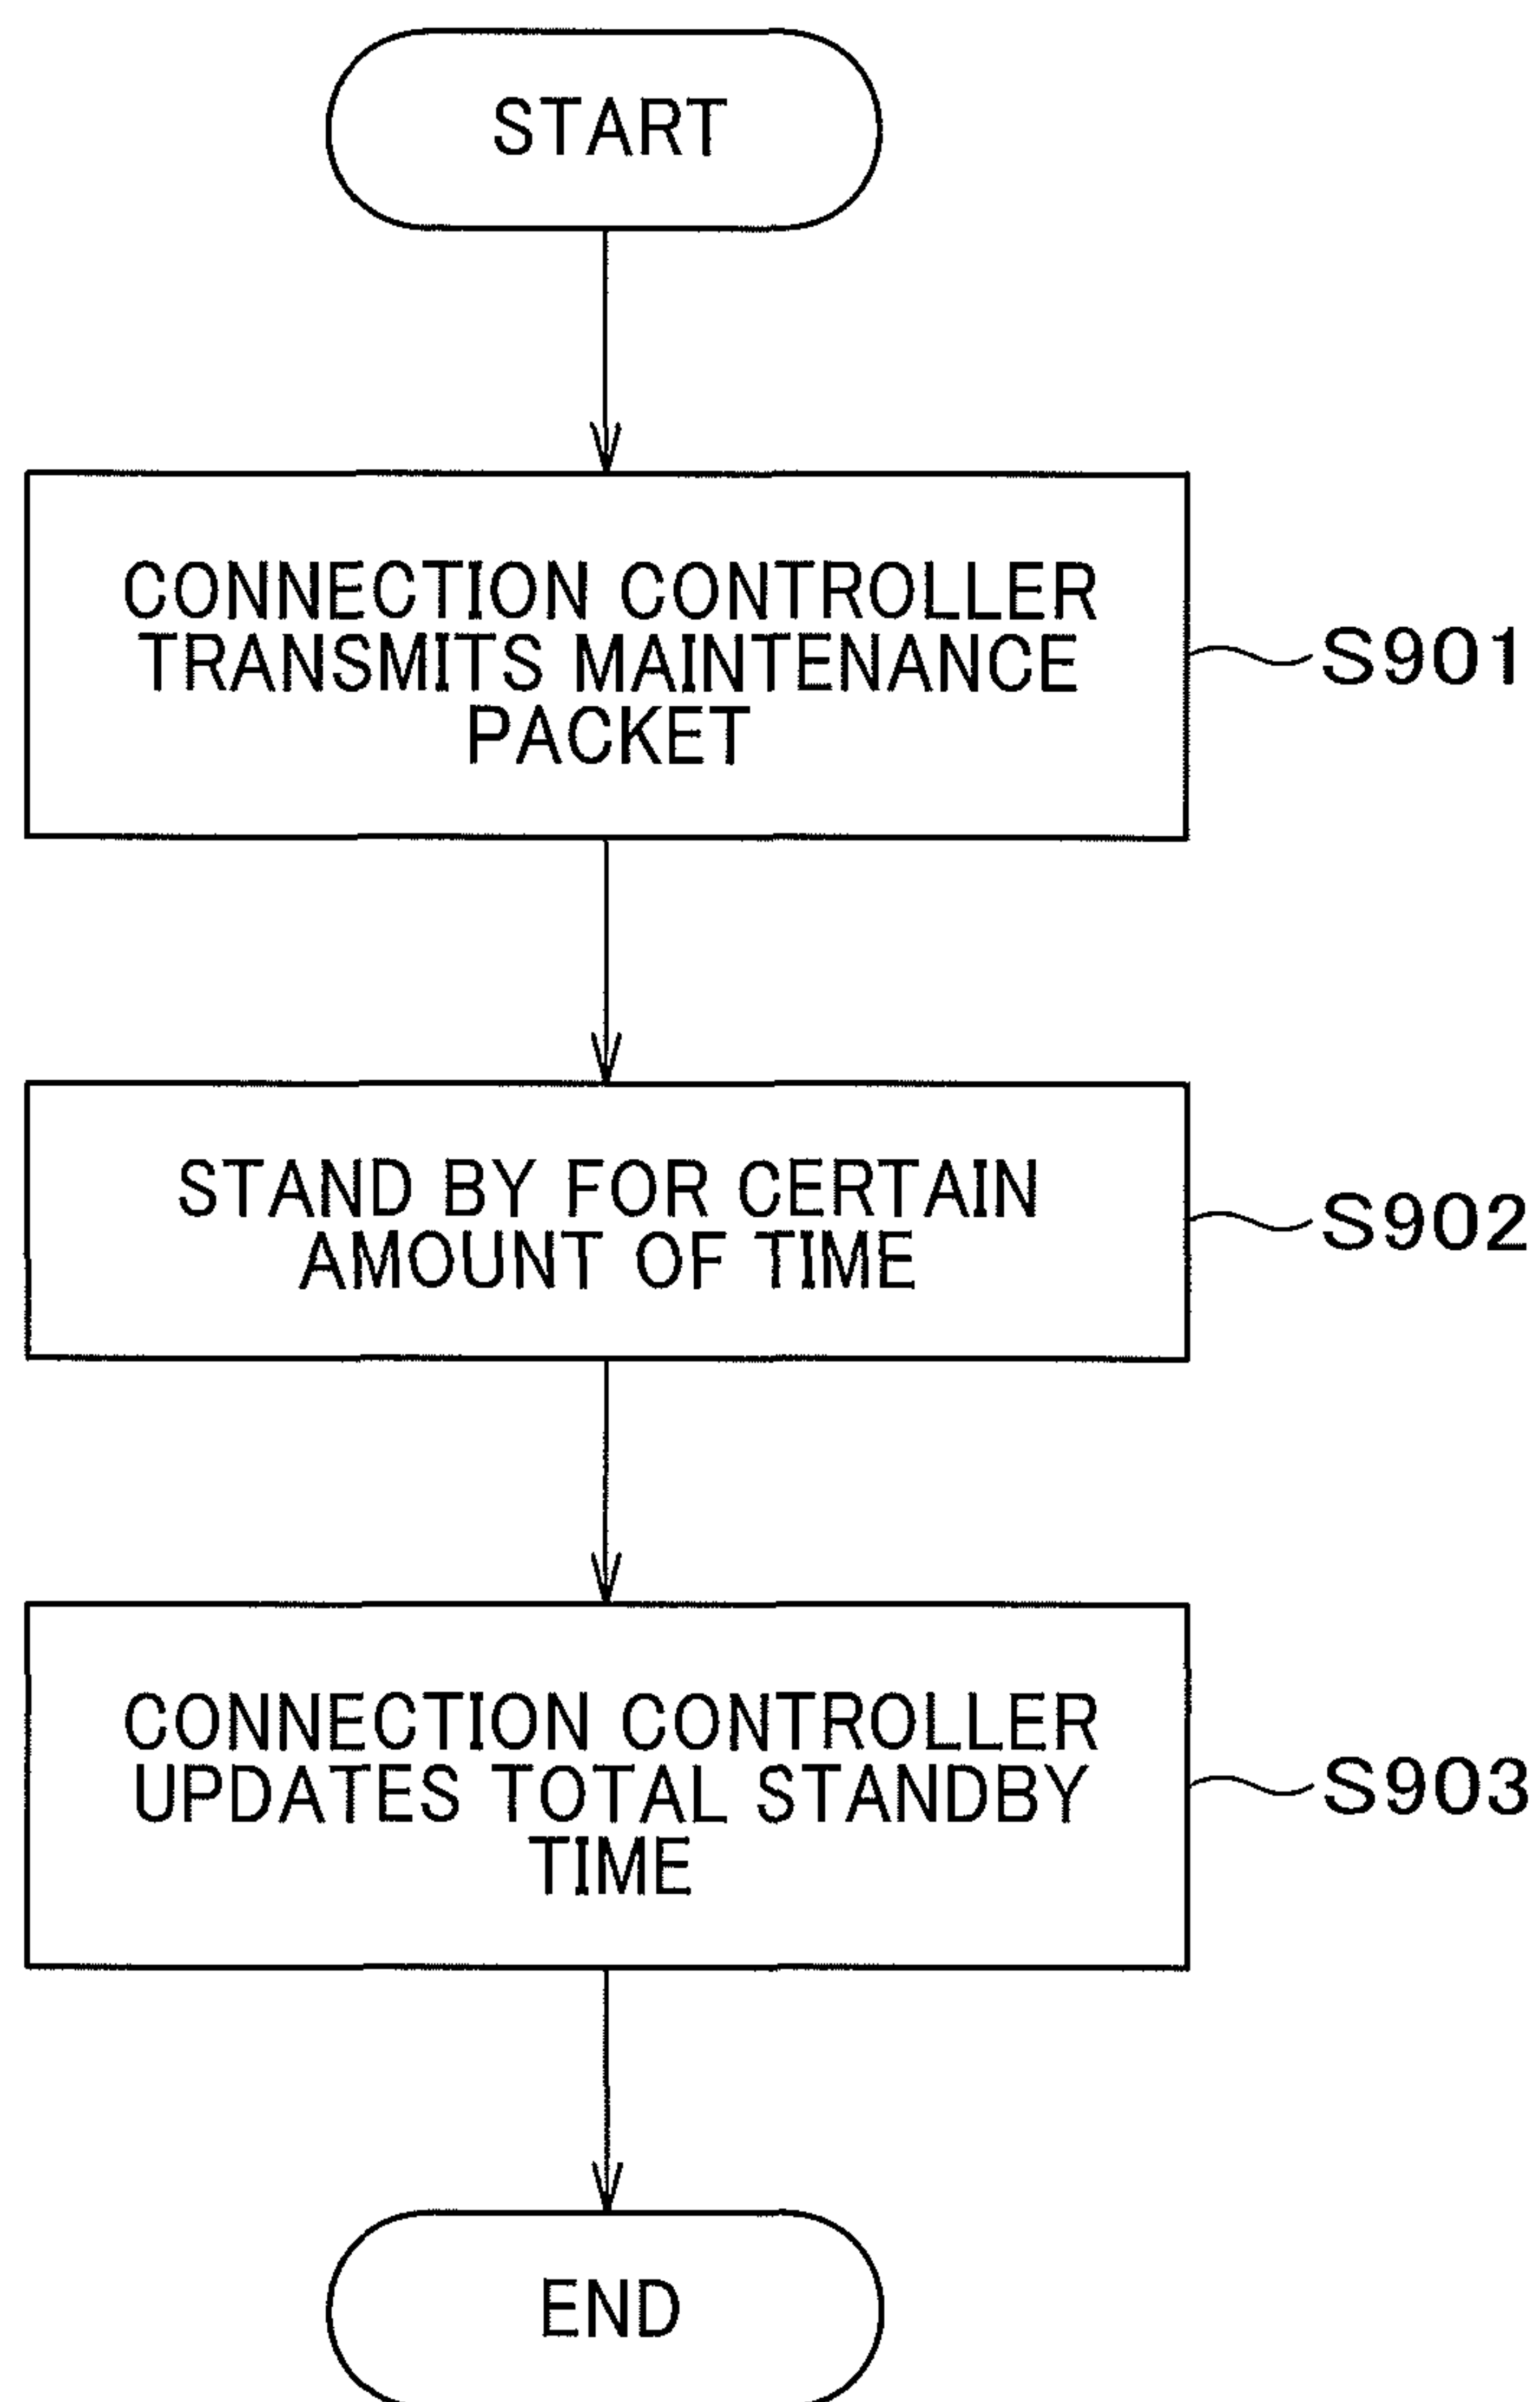 START
CONNECTION CONTROLLER
TRANSMITS MAINTENANCE
PACKET
S901
STAND BY FOR CERTAIN
AMOUNT OF TIME
S902
CONNECTION CONTROLLER
UPDATES TOTAL STANDBY
TIME
S903
END